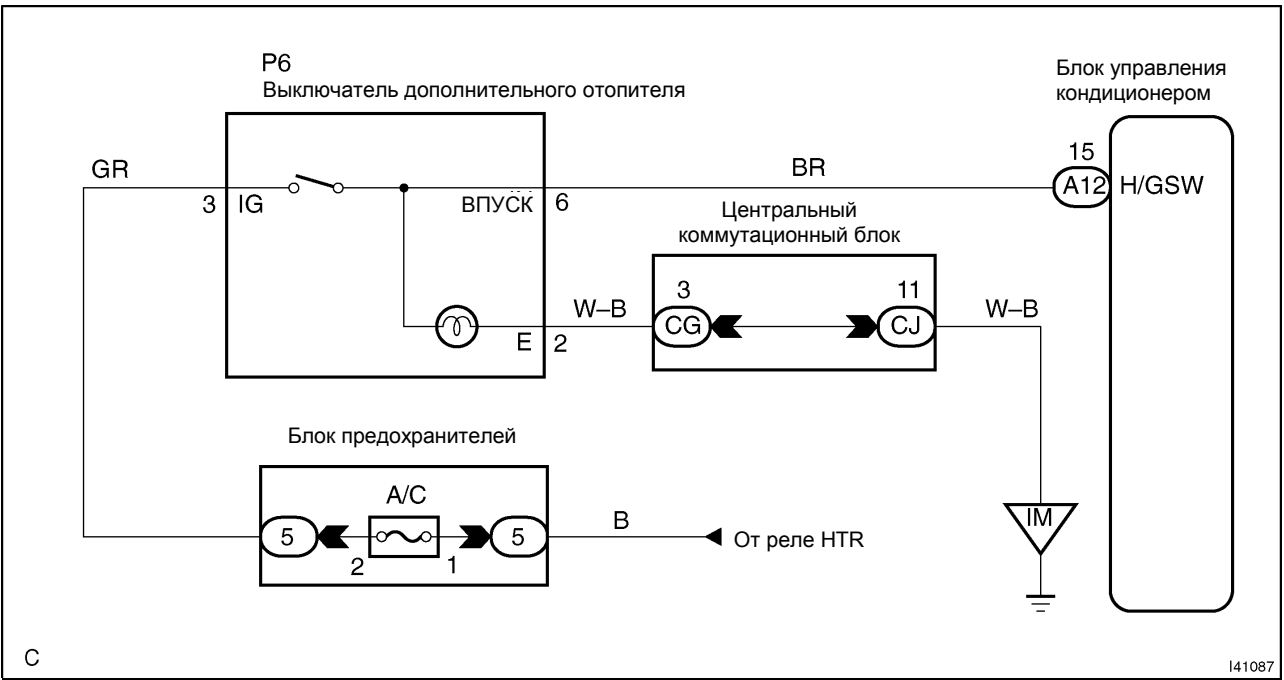 P6
Выключатель дополнительного отопителя
Блок управления
кондиционером
GR
3
IG
ВПУСК
6
BR
15
A12
H/GSW
Центральный
коммутационный блок
3
11
W–B
CG
CJ
W–B
E
2
Блок предохранителей
A/C
5
2
1
5
B
От реле HTR
IM
C
I41087